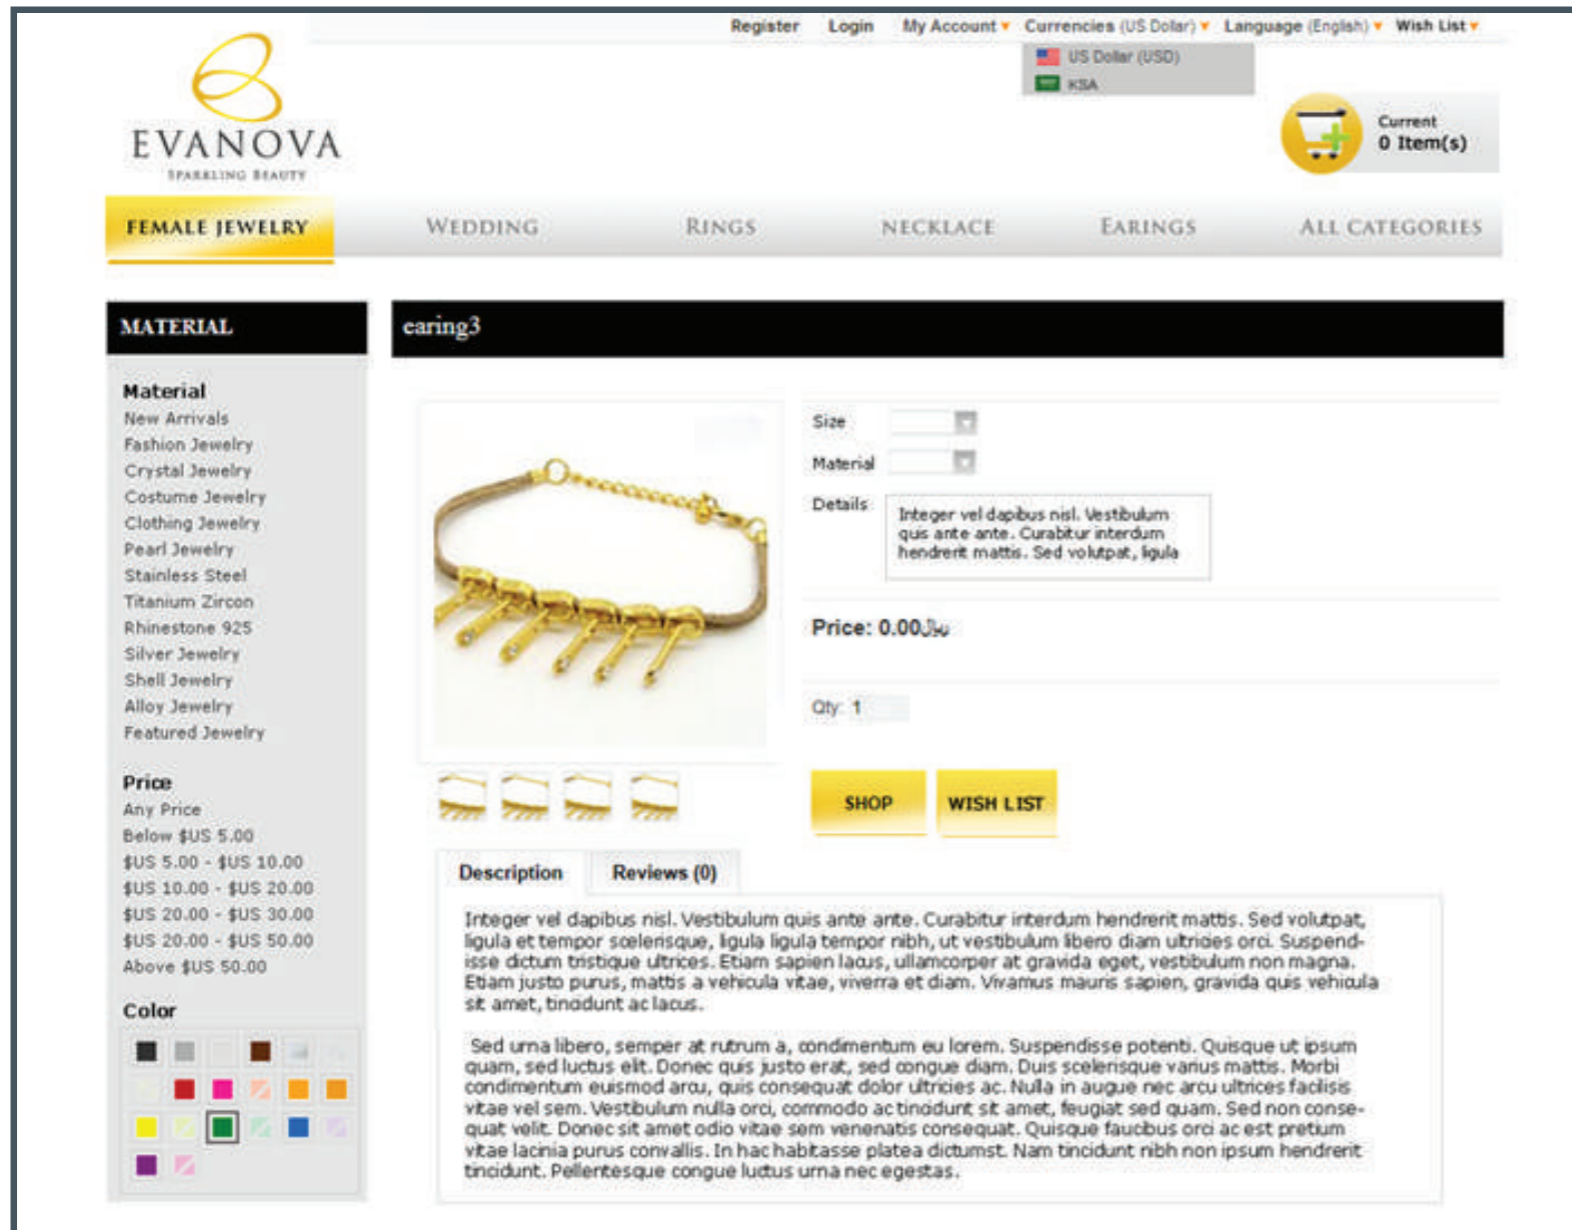 Register Login My Account Currencies (US Dollar) Language (English) Wish List
US Dollar (USD)
KSA
EVANOVA
SPARKLING BEAUTY
Current
0 Item(s)
FEMALE JEWELRY WEDDING RINGS NECKLACE EARINGS ALL CATEGORIES
MATERIAL
Material
New Arrivals
Fashion Jewelry
Crystal Jewelry
Costume Jewelry
Clothing Jewelry
Pearl Jewelry
Stainless Steel
Titanium Zircon
Rhinestone 925
Silver Jewelry
Shell Jewelry
Alloy Jewelry
Featured Jewelry
Price
Any Price
Below $US 5.00
$US 5.00 - $US 10.00
$US 10.00 - $US 20.00
$US 20.00 - $US 30.00
$US 20.00 - $US 50.00
Above $US 50.00
Color
earing3
Size
Material
Details
Integer vel dapibus nisl. Vestibulum
quis ante ante. Curabitur interdum
hendrerit mattis. Sed volutpat, ligula
Price: 0.00ريال
Qty: 1
SHOP WISH LIST
Description Reviews (0)
Integer vel dapibus nisl. Vestibulum quis ante ante. Curabitur interdum hendrerit mattis. Sed volutpat,
ligula et tempor scelerisque, ligula ligula tempor nibh, ut vestibulum libero diam ultricies orci. Suspend-
isse dictum tristique ultrices. Etiam sapien lacus, ullamcorper at gravida eget, vestibulum non magna.
Etiam justo purus, mattis a vehicula vitae, viverra et diam. Vivamus mauris sapien, gravida quis vehicula
sit amet, tincidunt ac lacus.
Sed urna libero, semper at rutrum a, condimentum eu lorem. Suspendisse potenti. Quisque ut ipsum
quam, sed luctus elit. Donec quis justo erat, sed congue diam. Duis scelerisque varius mattis. Morbi
condimentum euismod arcu, quis consequat dolor ultricies ac. Nulla in augue nec arcu ultrices facilisis
vitae vel sem. Vestibulum nulla orci, commodo ac tincidunt sit amet, feugiat sed quam. Sed non conse-
quat velit. Donec sit amet odio vitae sem venenatis consequat. Quisque faucibus orci ac est pretium
vitae lacinia purus convallis. In hac habitasse platea dictumst. Nam tincidunt nibh non ipsum hendrerit
tincidunt. Pellentesque congue luctus urna nec egestas.